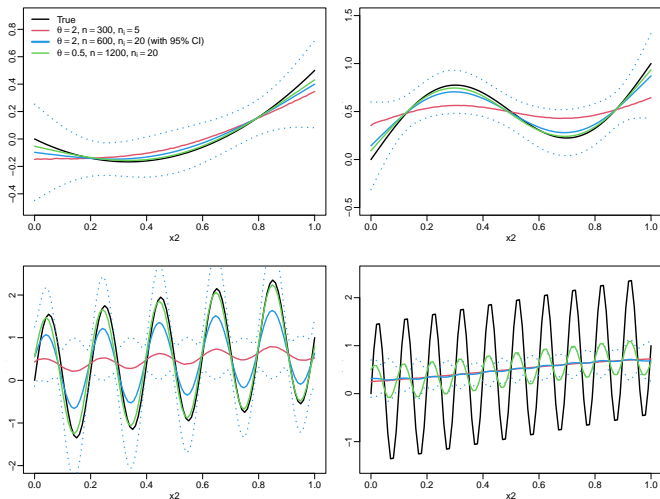 True
θ = 2, n = 300, nᵢ = 5
θ = 2, n = 600, nᵢ = 20 (with 95% CI)
θ = 0.5, n = 1200, nᵢ = 20
0.8
0.6
0.4
0.2
0.0
−0.2
−0.4
0.0 0.2 0.4 0.6 0.8 1.0
x2
1.5
1.0
0.5
0.0
−0.5
0.0 0.2 0.4 0.6 0.8 1.0
x2
2
1
0
−1
−2
0.0 0.2 0.4 0.6 0.8 1.0
x2
2
1
0
−1
0.0 0.2 0.4 0.6 0.8 1.0
x2